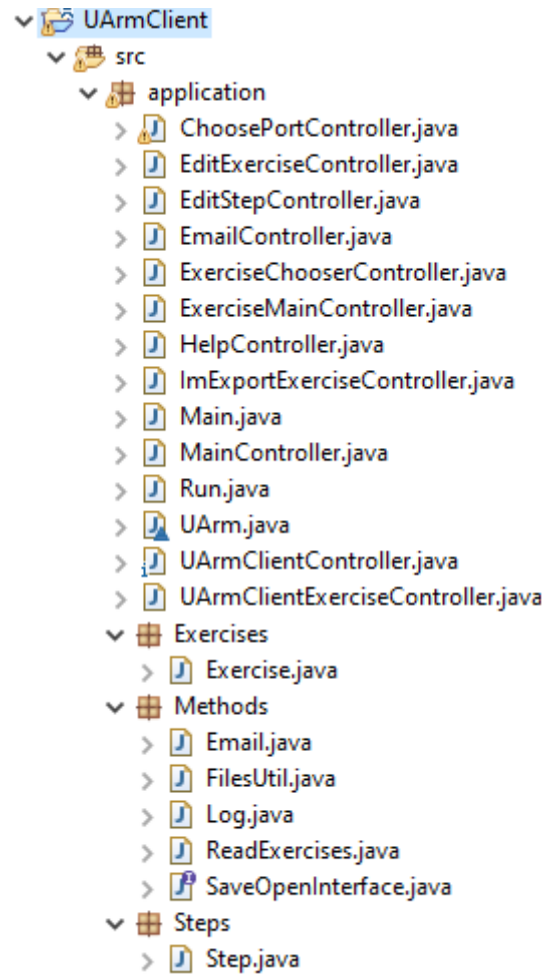 UArmClient
src
application
ChoosePortController.java
EditExerciseController.java
EditStepController.java
EmailController.java
ExerciseChooserController.java
ExerciseMainController.java
HelpController.java
ImExportExerciseController.java
Main.java
MainController.java
Run.java
UArm.java
UArmClientController.java
UArmClientExerciseController.java
Exercises
Exercise.java
Methods
Email.java
FilesUtil.java
Log.java
ReadExercises.java
SaveOpenInterface.java
Steps
Step.java